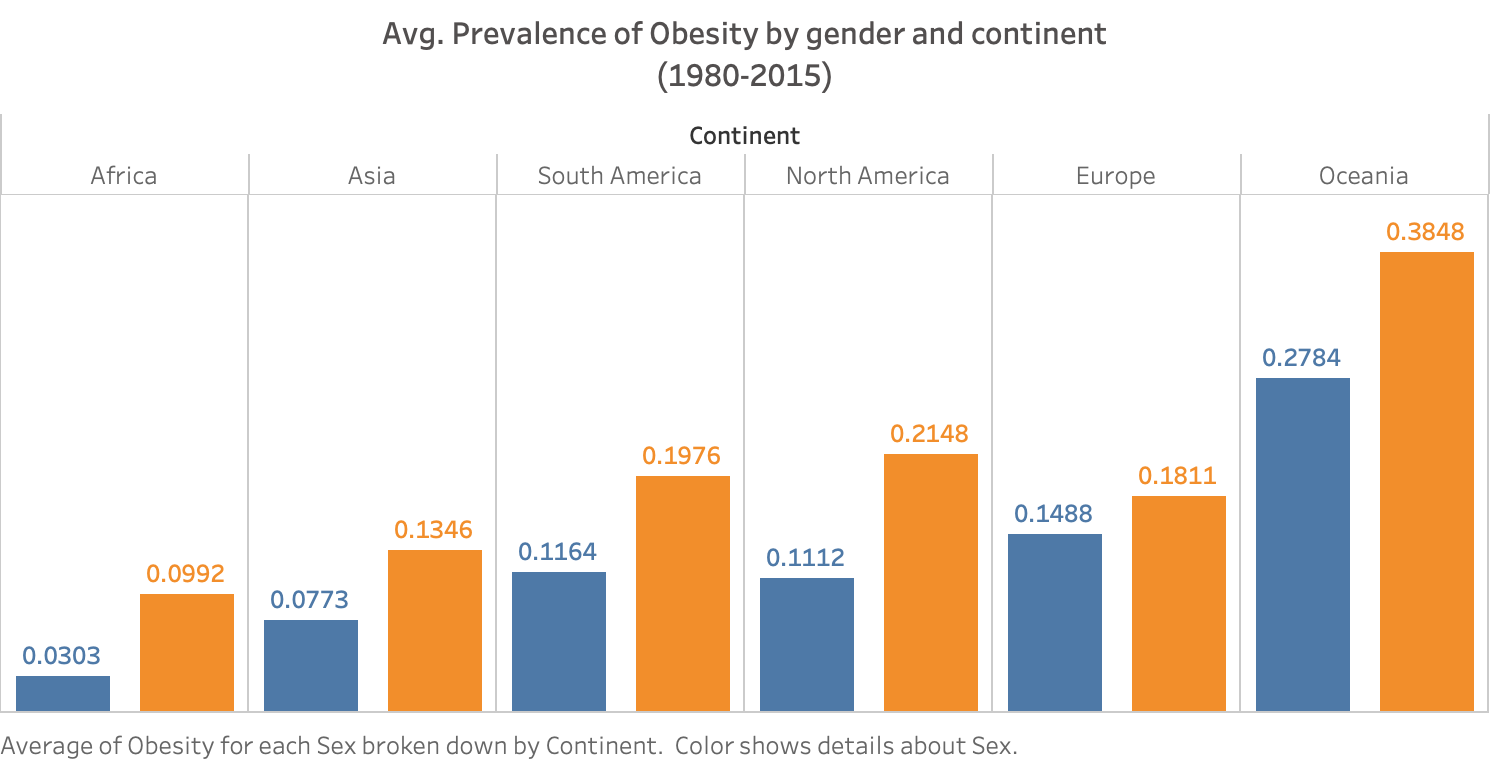 Avg. Prevalence of Obesity by gender and continent
(1980-2015)
Continent
Africa Asia South America North America Europe Oceania
0.0303 0.0992 0.0773 0.1346 0.1164 0.1976 0.1112 0.2148 0.1488 0.1811 0.2784 0.3848
Average of Obesity for each Sex broken down by Continent.  Color shows details about Sex.